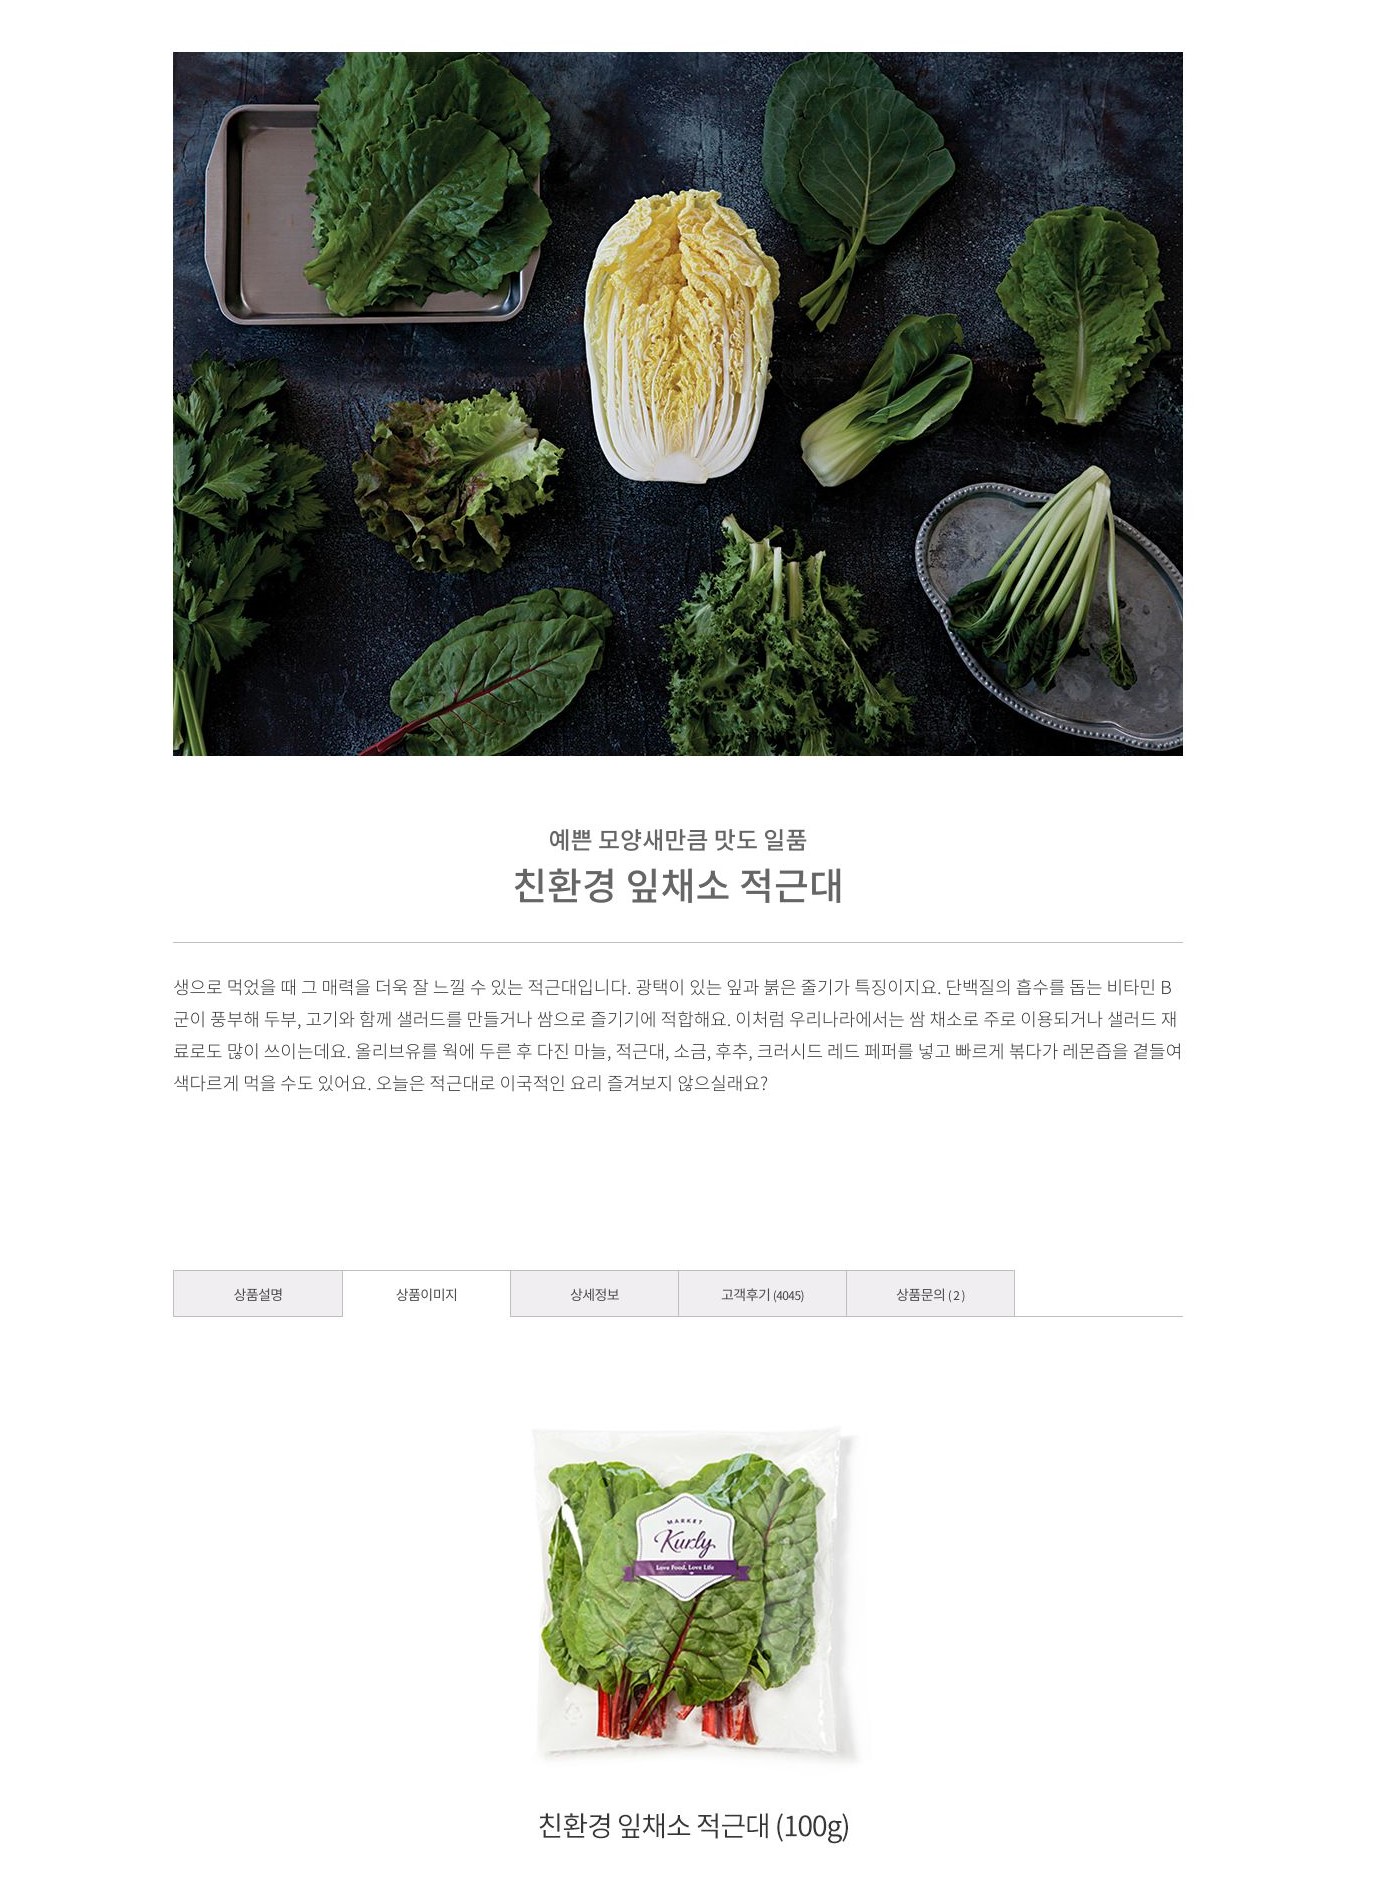 예쁜 모양새만큼 맛도 일품
친환경 잎채소 적근대
생으로 먹었을 때 그 매력을 더욱 잘 느낄 수 있는 적근대입니다. 광택이 있는 잎과 붉은 줄기가 특징이지요. 단백질의 흡수를 돕는 비타민 B
군이 풍부해 두부, 고기와 함께 샐러드를 만들거나 쌈으로 즐기기에 적합해요. 이처럼 우리나라에서는 쌈 채소로 주로 이용되거나 샐러드 재
료로도 많이 쓰이는데요. 올리브유를 웍에 두른 후 다진 마늘, 적근대, 소금, 후추, 크러시드 레드 페퍼를 넣고 빠르게 볶다가 레몬즙을 곁들여
색다르게 먹을 수도 있어요. 오늘은 적근대로 이국적인 요리 즐겨보지 않으실래요?
상품설명 상품이미지 상세정보 고객후기 (4045) 상품문의 ( 2 )
MARKET
Kurly
Love Food, Love Life
친환경 잎채소 적근대 (100g)